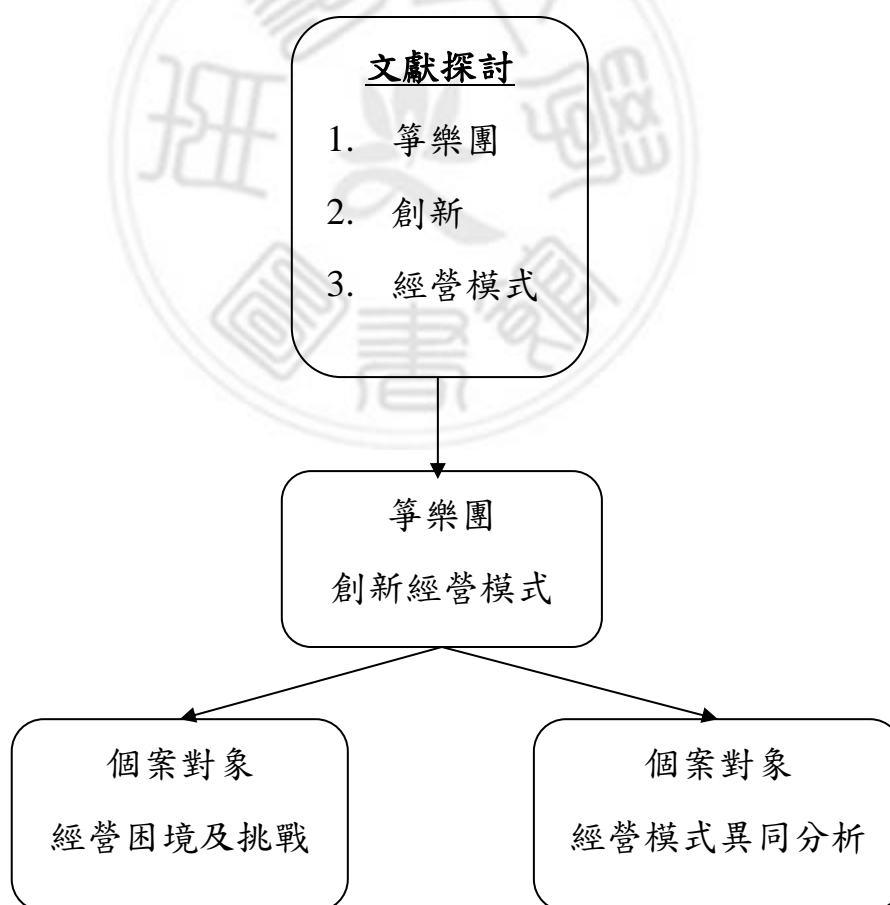 文獻探討
1. 箏樂團
2. 創新
3. 經營模式
箏樂團
創新經營模式
個案對象
經營困境及挑戰
個案對象
經營模式異同分析